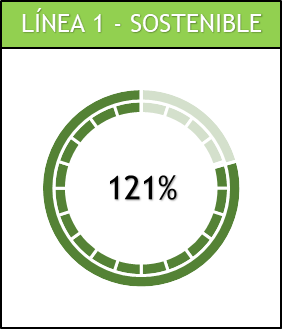 LÍNEA 1 - SOSTENIBLE
121%